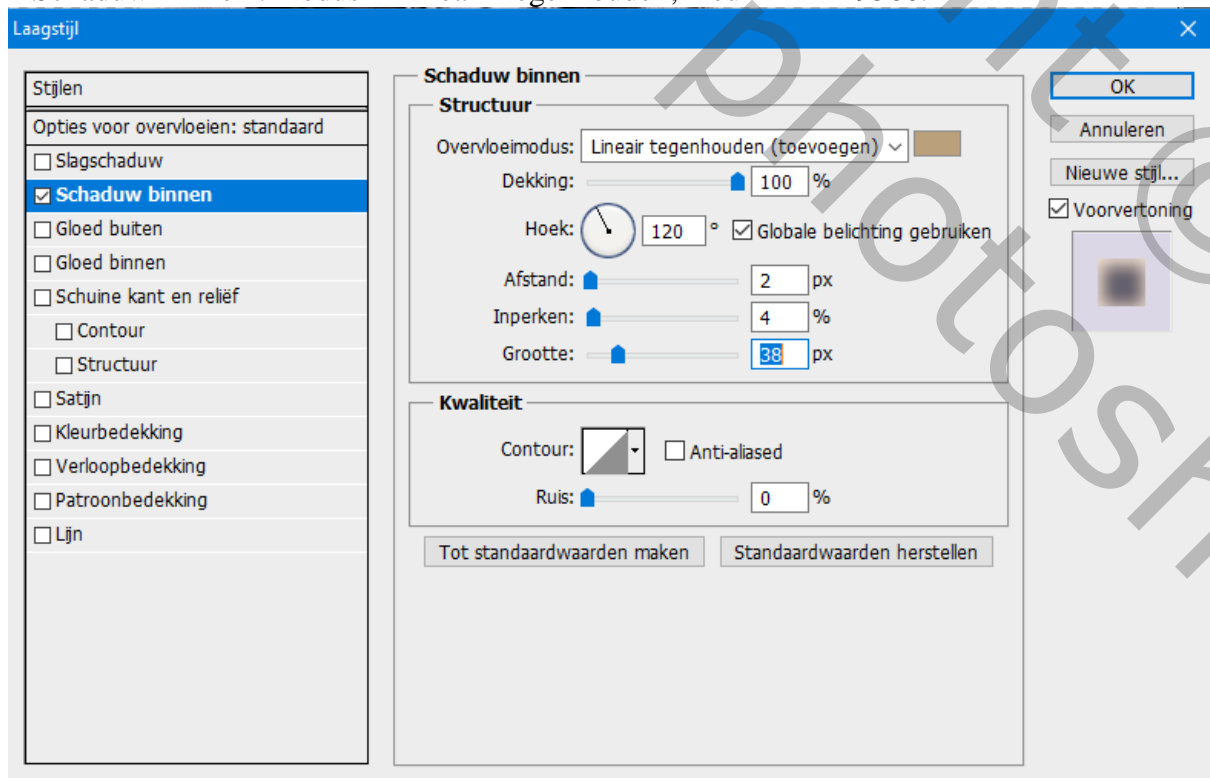 Laagstijl
Stijlen
Opties voor overvloeien: standaard
Slagschaduw
Schaduw binnen
Gloed buiten
Gloed binnen
Schuine kant en reliëf
Contour
Structuur
Satijn
Kleurbedekking
Verloopbedekking
Patroonbedekking
Lijn
Schaduw binnen
Structuur
Overvloeimodus: Lineair tegenhouden (toevoegen)
Dekking: 100 %
Hoek: 120 ° Globale belichting gebruiken
Afstand: 2 px
Inperken: 4 %
Grootte: 38 px
Kwaliteit
Contour: Anti-aliased
Ruis: 0 %
Tot standaardwaarden maken Standaardwaarden herstellen
OK
Annuleren
Nieuwe stijl...
Voorvertoning